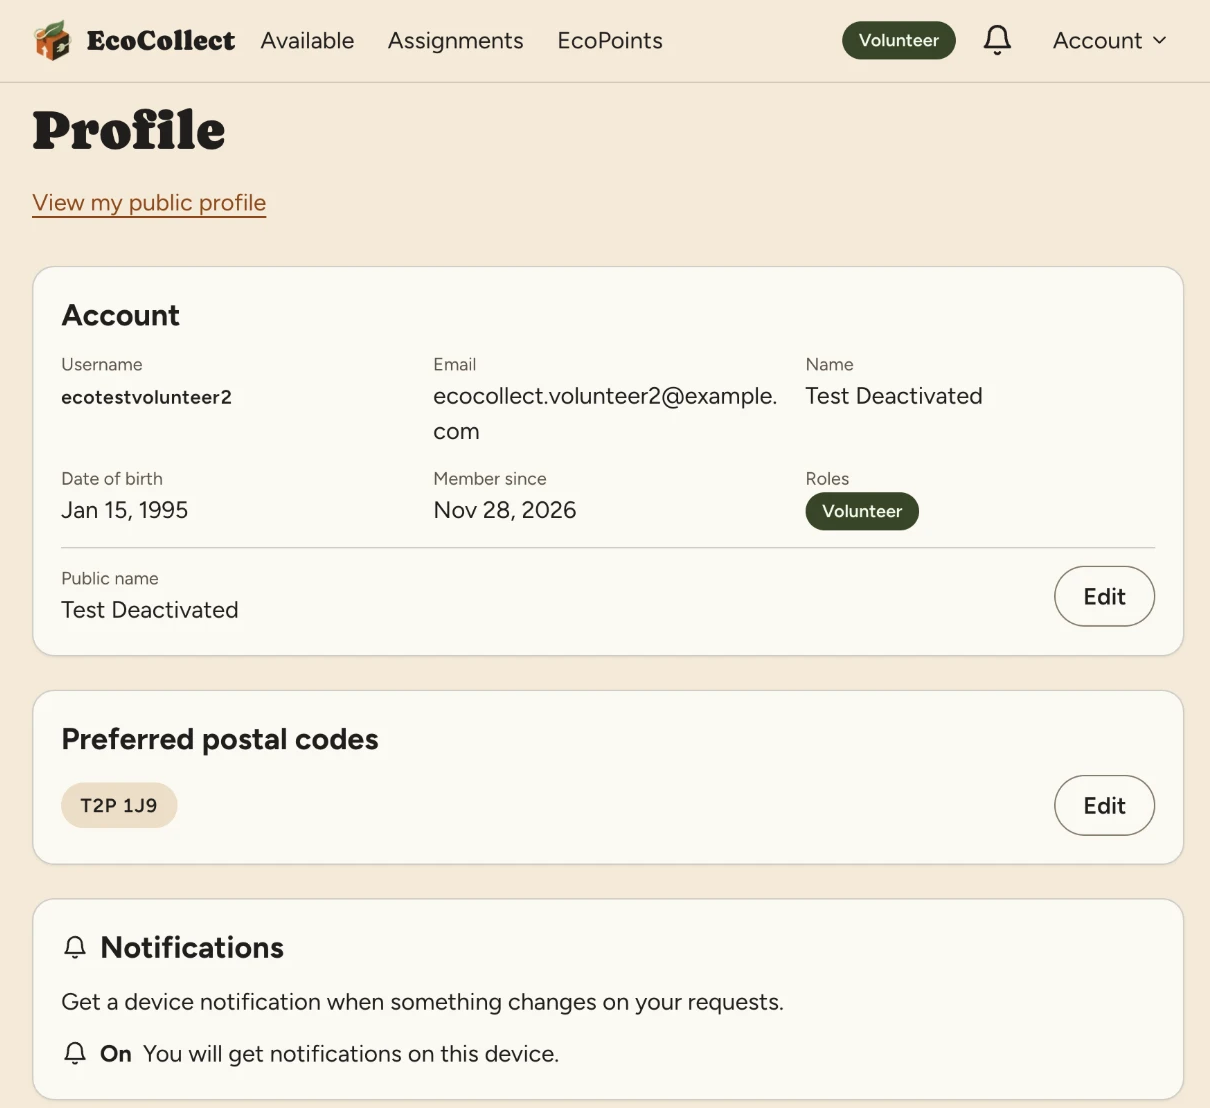 EcoCollect Available Assignments EcoPoints Volunteer Account
Profile
View my public profile
Account
Username Email Name
ecotestvolunteer2 ecocollect.volunteer2@example. Test Deactivated
com
Date of birth Member since Roles
Jan 15, 1995 Nov 28, 2026 Volunteer
Public name
Test Deactivated Edit
Preferred postal codes
T2P 1J9 Edit
Notifications
Get a device notification when something changes on your requests.
On You will get notifications on this device.